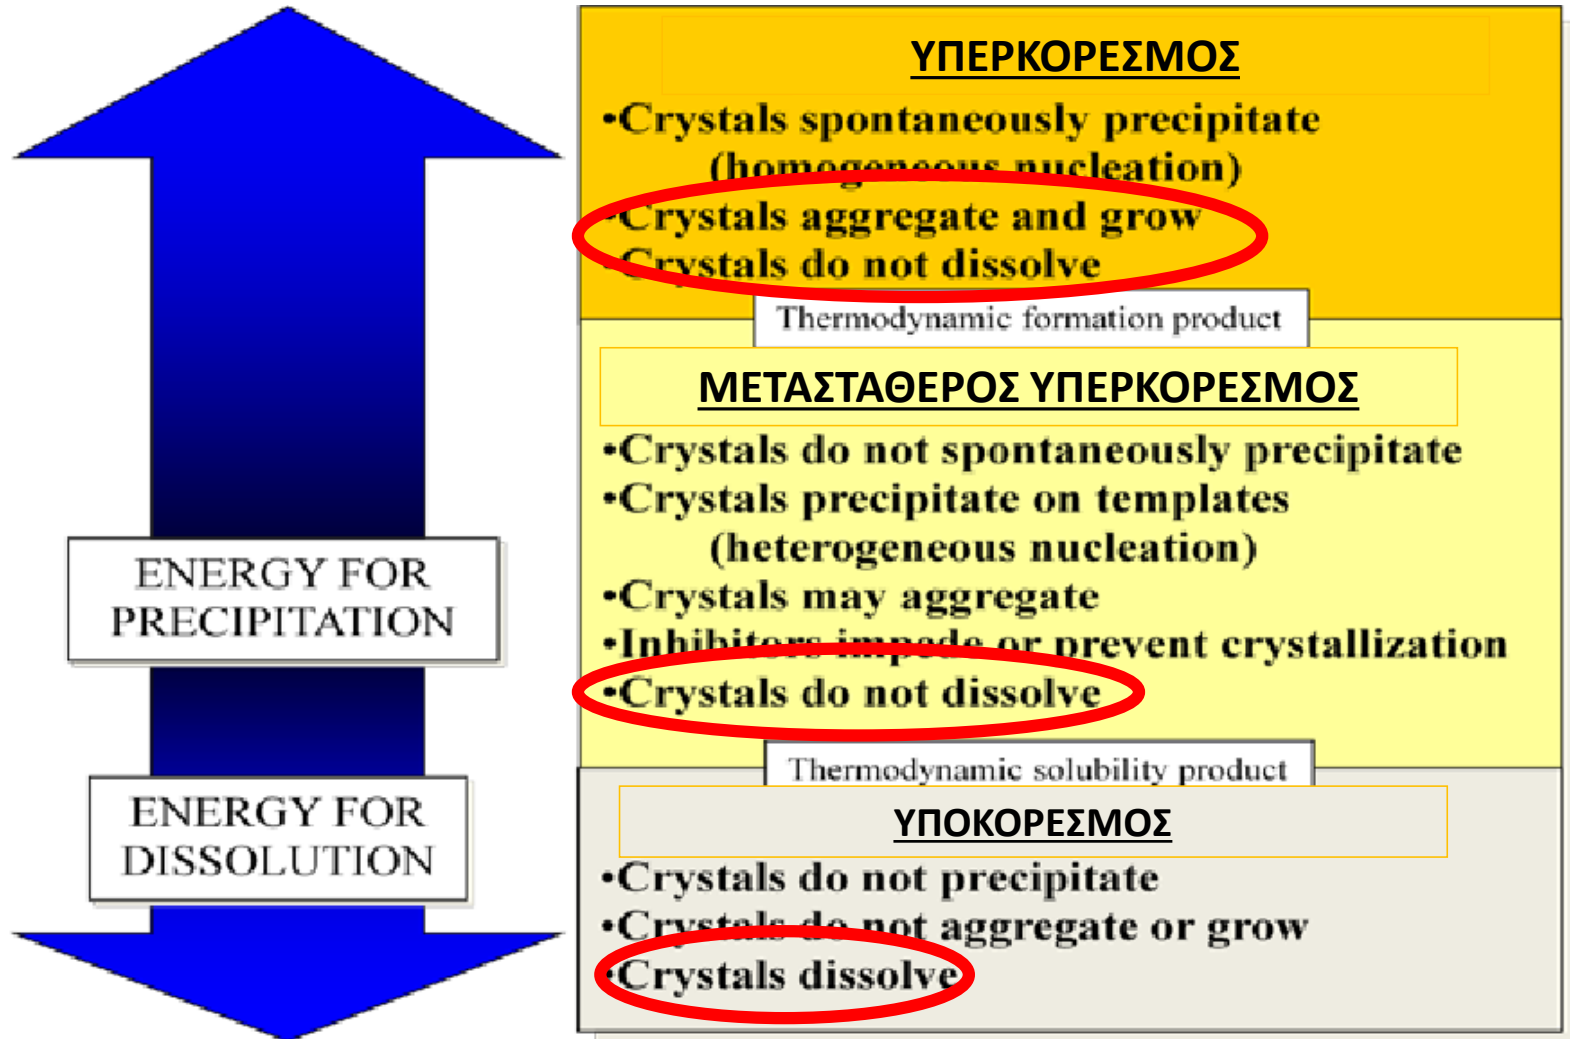 ΥΠΕΡΚΟΡΕΣΜΟΣ
•Crystals spontaneously precipitate
(homogeneous nucleation)
•Crystals aggregate and grow
•Crystals do not dissolve
Thermodynamic formation product
ΜΕΤΑΣΤΑΘΕΡΟΣ ΥΠΕΡΚΟΡΕΣΜΟΣ
•Crystals do not spontaneously precipitate
•Crystals precipitate on templates
(heterogeneous nucleation)
•Crystals may aggregate
•Inhibitors impede or prevent crystallization
•Crystals do not dissolve
Thermodynamic solubility product
ΥΠΟΚΟΡΕΣΜΟΣ
•Crystals do not precipitate
•Crystals do not aggregate or grow
•Crystals dissolve
ENERGY FOR
PRECIPITATION
ENERGY FOR
DISSOLUTION